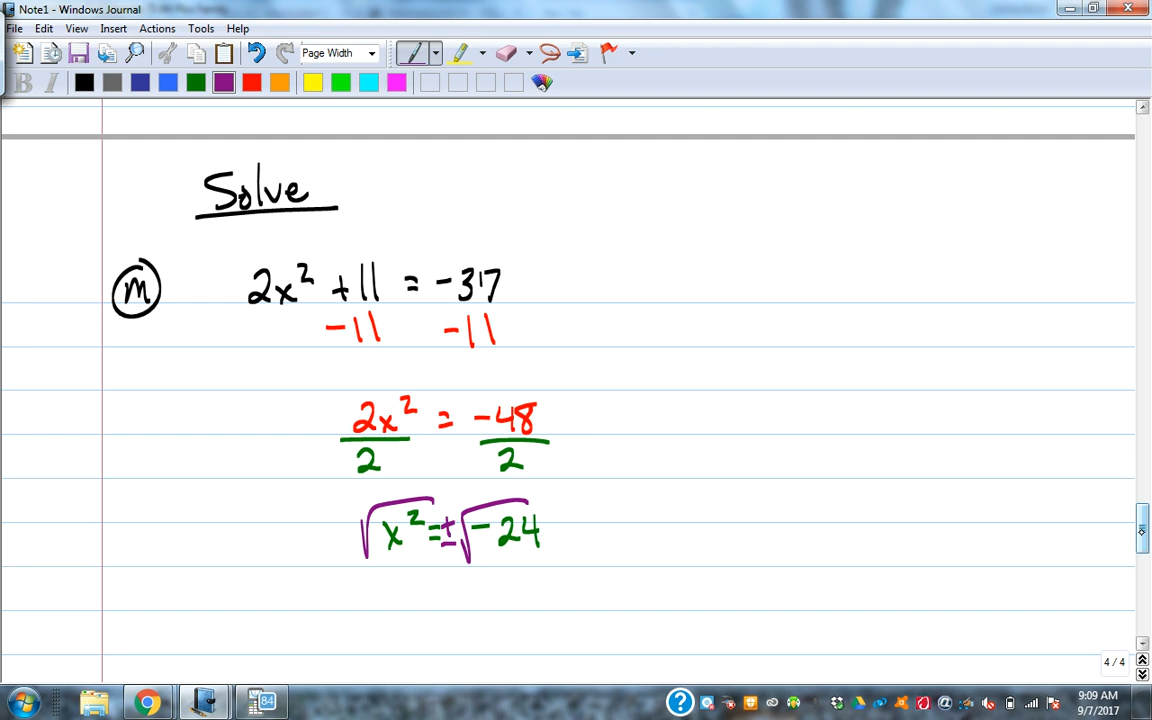 Note1 - Windows Journal
File Edit View Insert Actions Tools Help
Page Width
B I
Solve
m 2x² + 11 = -37
-11 -11
2x² = -48
2 2
√x² = ±√-24
4 / 4
84
9:09 AM
9/7/2017